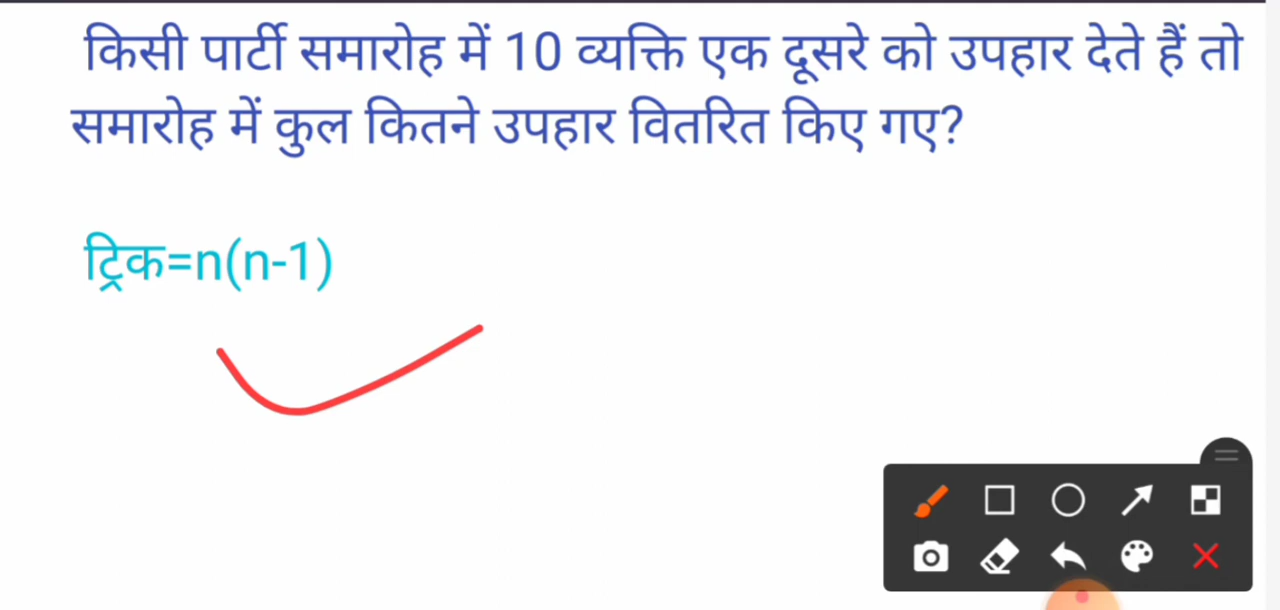 किसी पार्टी समारोह में 10 व्यक्ति एक दूसरे को उपहार देते हैं तो
समारोह में कुल कितने उपहार वितरित किए गए?
ट्रिक=n(n-1)